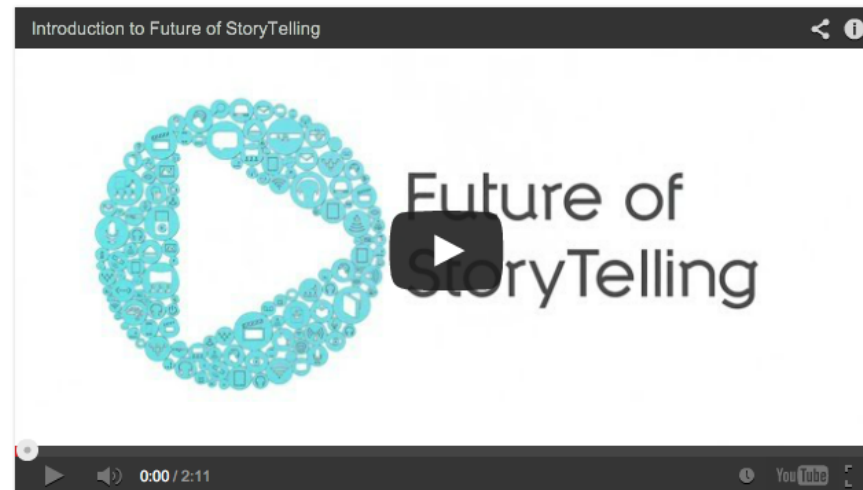 Introduction to Future of StoryTelling
Future of
StoryTelling
0:00 / 2:11
YouTube